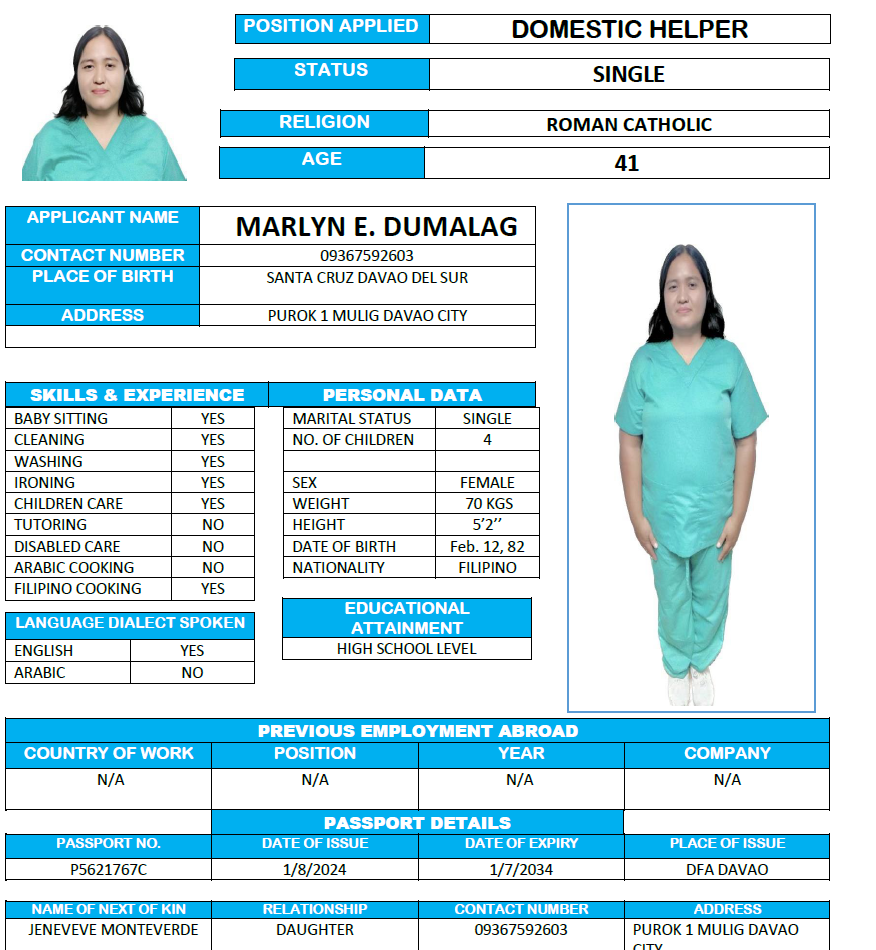 POSITION APPLIED DOMESTIC HELPER
STATUS SINGLE
RELIGION ROMAN CATHOLIC
AGE 41
APPLICANT NAME MARLYN E. DUMALAG
CONTACT NUMBER 09367592603
PLACE OF BIRTH SANTA CRUZ DAVAO DEL SUR
ADDRESS PUROK 1 MULIG DAVAO CITY
SKILLS & EXPERIENCE PERSONAL DATA
BABY SITTING YES MARITAL STATUS SINGLE
CLEANING YES NO. OF CHILDREN 4
WASHING YES
IRONING YES SEX FEMALE
CHILDREN CARE YES WEIGHT 70 KGS
TUTORING NO HEIGHT 5’2’’
DISABLED CARE NO DATE OF BIRTH Feb. 12, 82
ARABIC COOKING NO NATIONALITY FILIPINO
FILIPINO COOKING YES
EDUCATIONAL
LANGUAGE DIALECT SPOKEN ATTAINMENT
ENGLISH YES HIGH SCHOOL LEVEL
ARABIC NO
PREVIOUS EMPLOYMENT ABROAD
COUNTRY OF WORK POSITION YEAR COMPANY
N/A N/A N/A N/A
PASSPORT DETAILS
PASSPORT NO. DATE OF ISSUE DATE OF EXPIRY PLACE OF ISSUE
P5621767C 1/8/2024 1/7/2034 DFA DAVAO
NAME OF NEXT OF KIN RELATIONSHIP CONTACT NUMBER ADDRESS
JENEVEVE MONTEVERDE DAUGHTER 09367592603 PUROK 1 MULIG DAVAO
CITY